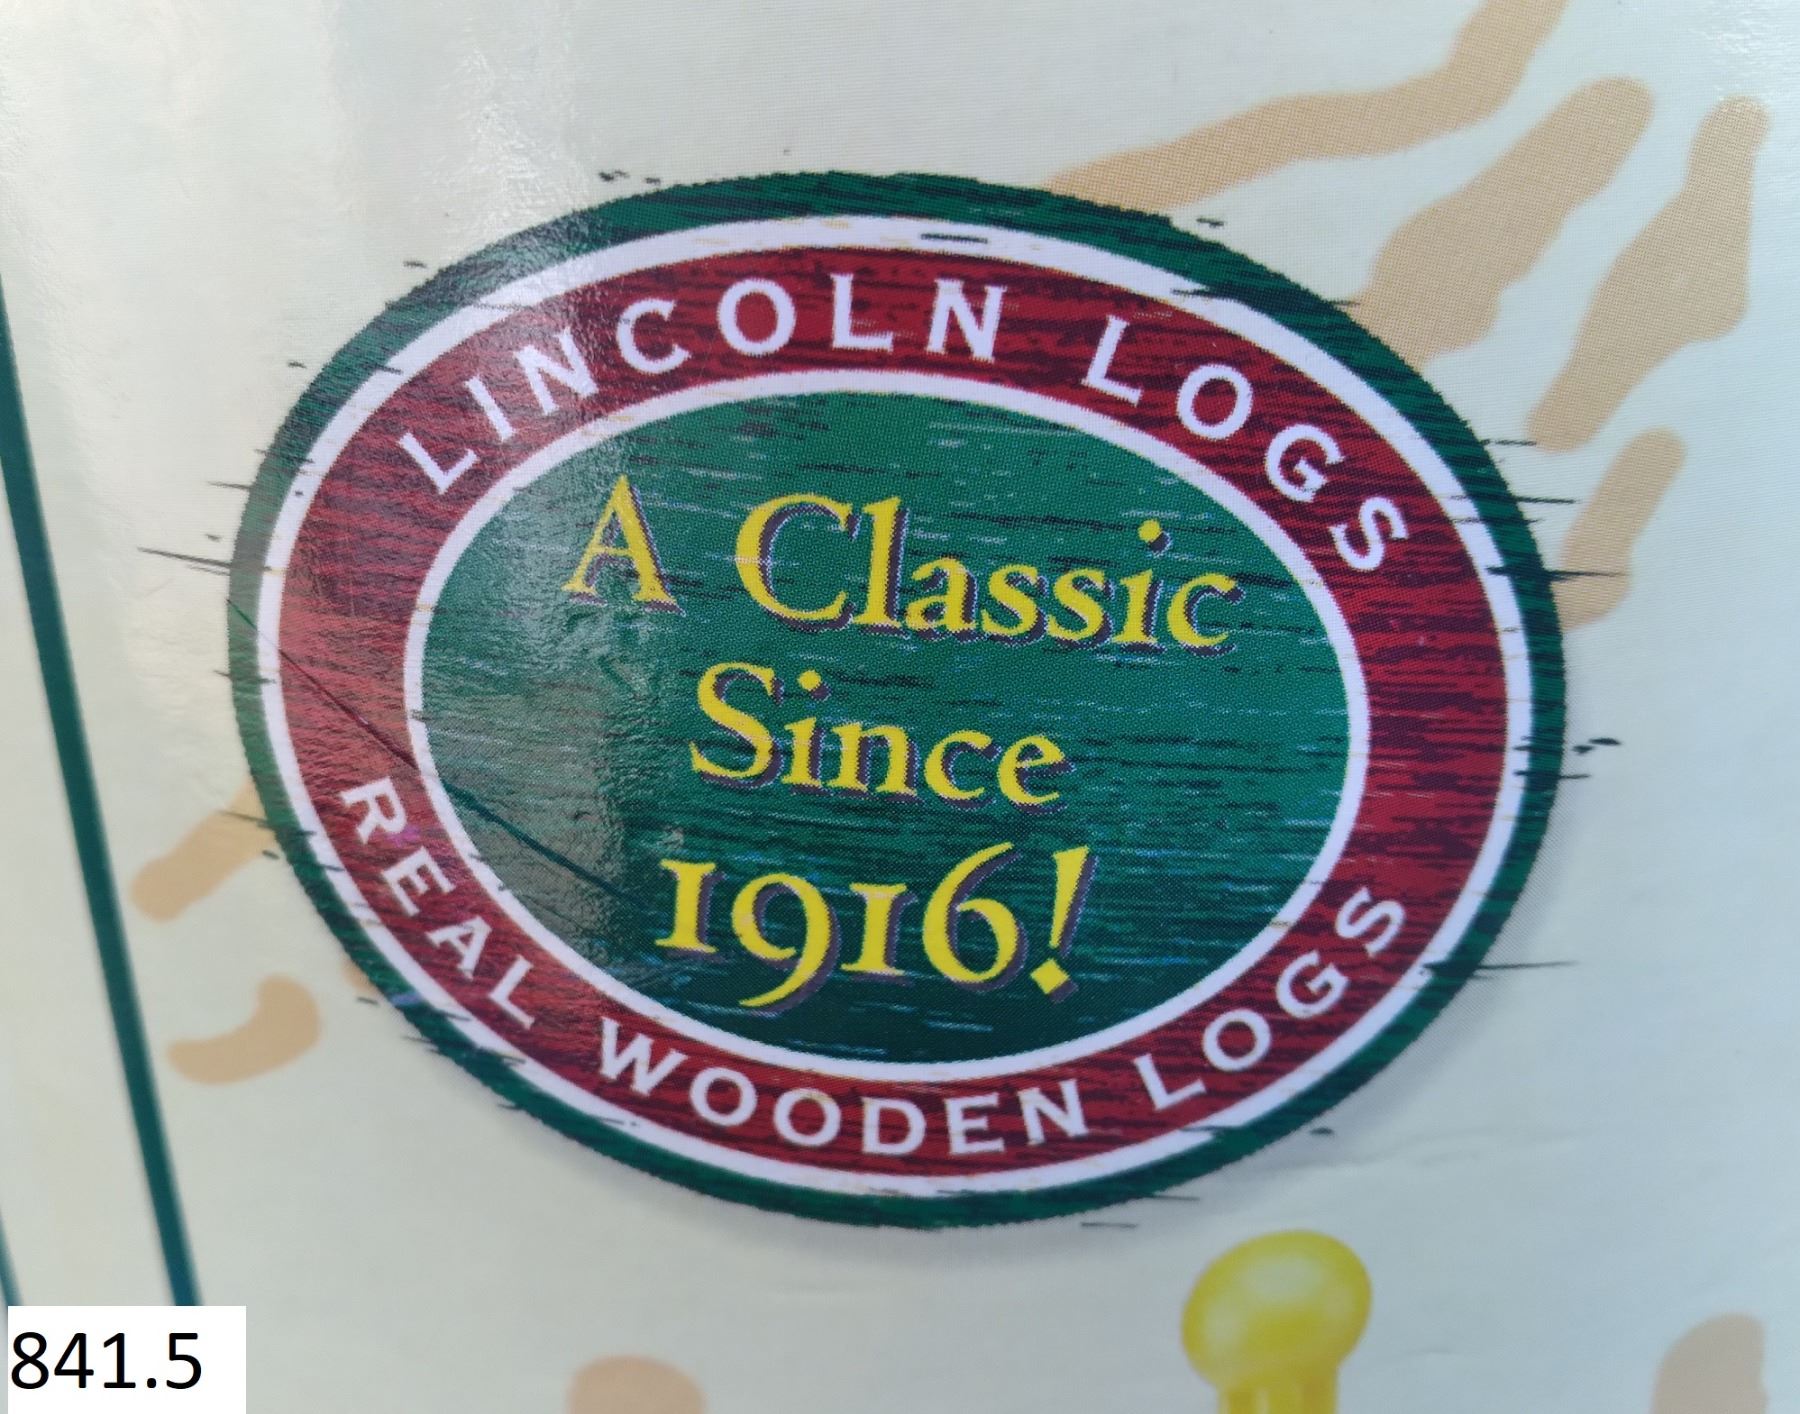 LINCOLN LOGS
A Classic
Since
1916!
REAL WOODEN LOGS
841.5